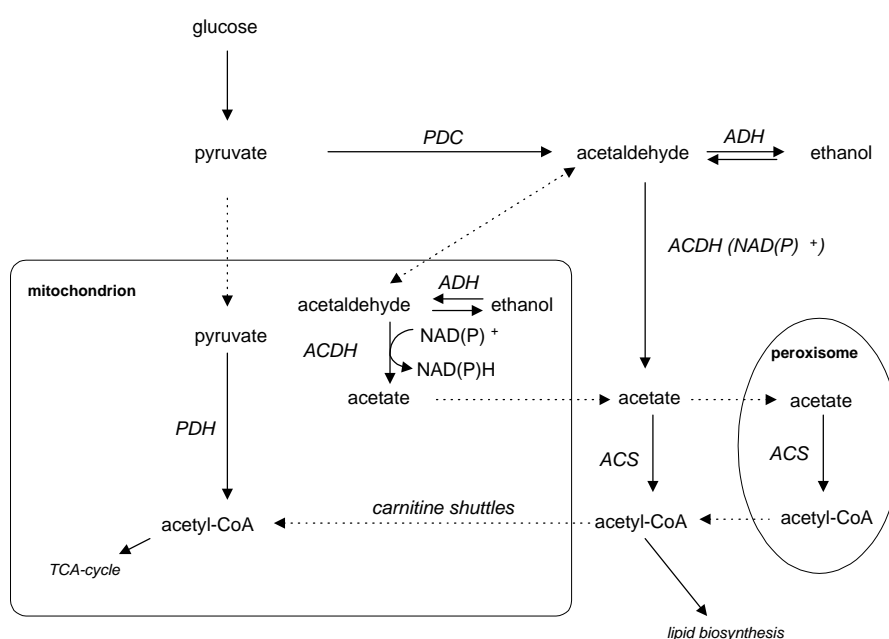 glucose
pyruvate
PDC
acetaldehyde
ADH
ethanol
ACDH (NAD(P) +)
mitochondrion
acetaldehyde
ADH
ethanol
pyruvate
ACDH
NAD(P) +
NAD(P)H
peroxisome
acetate
acetate
acetate
PDH
ACS
ACS
carnitine shuttles
acetyl-CoA
acetyl-CoA
acetyl-CoA
TCA-cycle
lipid biosynthesis